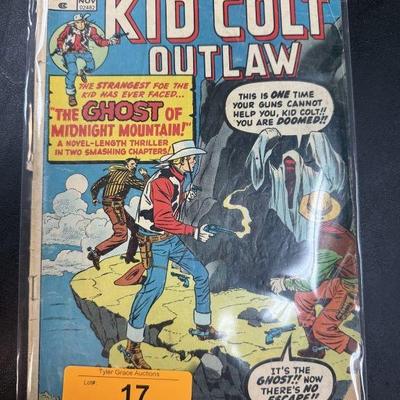 NOV
02482
KID COLT
OUTLAW
THE STRANGEST FOE THE
KID HAS EVER FACED...
"THE GHOST OF
MIDNIGHT MOUNTAIN!"
A NOVEL-LENGTH THRILLER
IN TWO SMASHING CHAPTERS!
THIS IS ONE TIME
YOUR GUNS CANNOT
HELP YOU, KID COLT!!
YOU ARE DOOMED!!
IT'S THE
GHOST!! NOW
THERE'S NO
ESCAPE!!
Tyler Grace Auctions
Lot#:
17